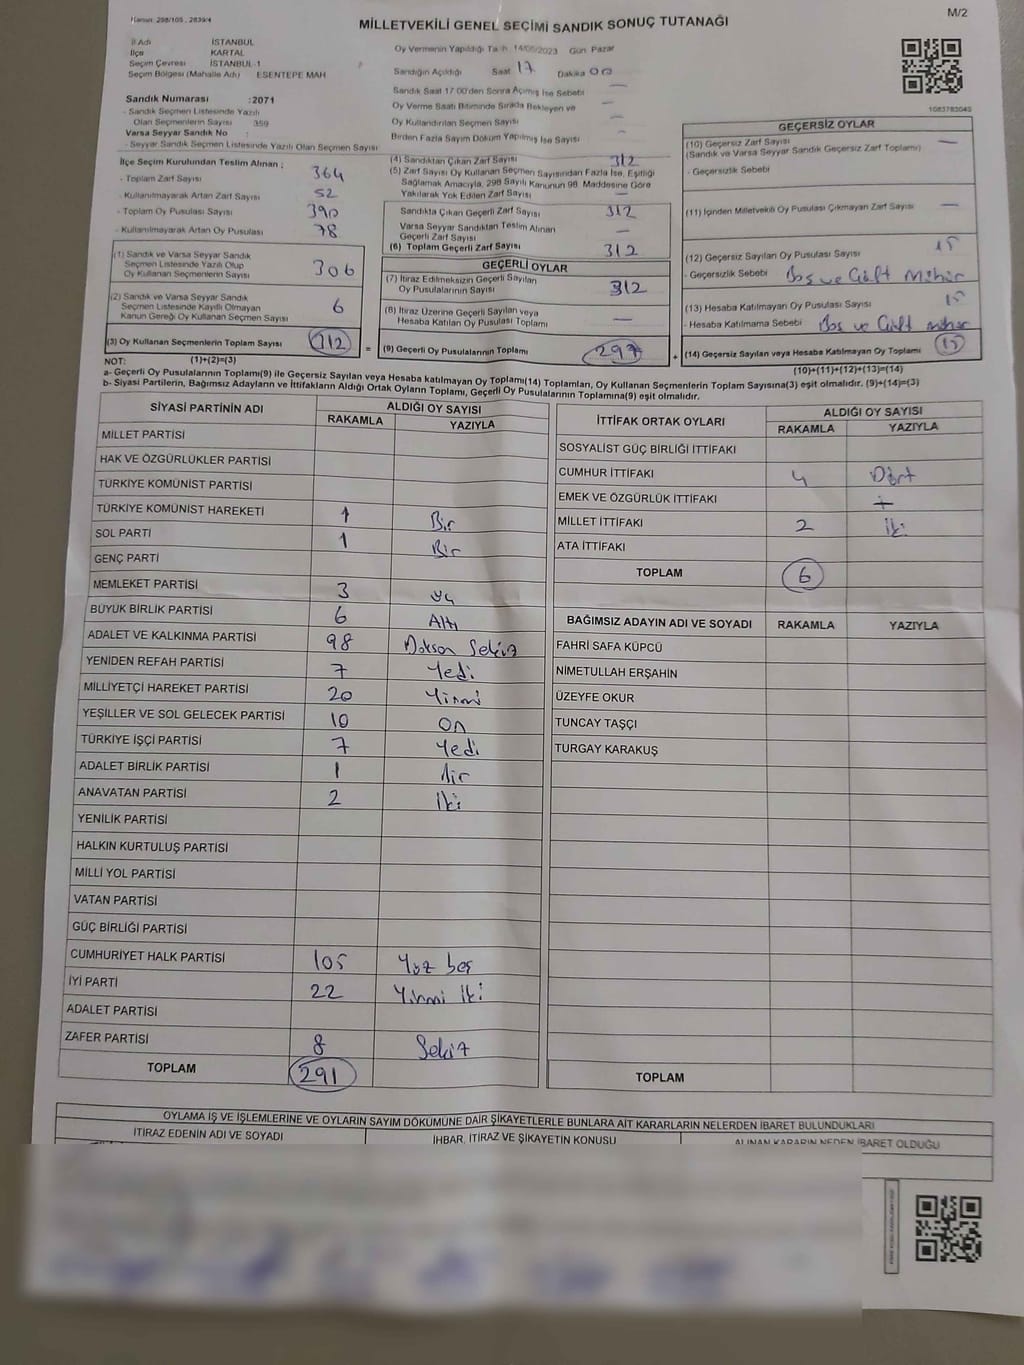 Kanun: 298/105 , 2839/4
M/2
MİLLETVEKİLİ GENEL SEÇİMİ SANDIK SONUÇ TUTANAĞI
İl Adı İSTANBUL
İlçe KARTAL
Seçim Çevresi İSTANBUL-1
Seçim Bölgesi (Mahalle Adı) ESENTEPE MAH
Sandık Numarası : 2071
- Sandık Seçmen Listesinde Yazılı
Olan Seçmenlerin Sayısı 359
Varsa Seyyar Sandık No :
- Seyyar Sandık Seçmen Listesinde Yazılı Olan Seçmen Sayısı
İlçe Seçim Kurulundan Teslim Alınan :
- Toplam Zarf Sayısı 364
- Kullanılmayarak Artan Zarf Sayısı 52
- Toplam Oy Pusulası Sayısı 390
- Kullanılmayarak Artan Oy Pusulası 78
(1) Sandık ve Varsa Seyyar Sandık
Seçmen Listesinde Yazılı Olup
Oy Kullanan Seçmenlerin Sayısı 306
(2) Sandık ve Varsa Seyyar Sandık
Seçmen Listesinde Kayıtlı Olmayan
Kanun Gereği Oy Kullanan Seçmen Sayısı 6
(3) Oy Kullanan Seçmenlerin Toplam Sayısı 312
Oy Vermenin Yapıldığı Tarih 14/05/2023 Gün Pazar
Sandığın Açıldığı Saat 17 Dakika 00
Sandık Saat 17:00'den Sonra Açılmış İse Sebebi —
Oy Verme Saati Bitiminde Sırada Bekleyen ve
Oy Kullandırılan Seçmen Sayısı —
Birden Fazla Sayım Döküm Yapılmış İse Sayısı —
(4) Sandıktan Çıkan Zarf Sayısı 312
(5) Zarf Sayısı Oy Kullanan Seçmen Sayısından Fazla İse, Eşitliği
Sağlamak Amacıyla, 298 Sayılı Kanunun 98. Maddesine Göre
Yakılarak Yok Edilen Zarf Sayısı —
Sandıkta Çıkan Geçerli Zarf Sayısı 312
Varsa Seyyar Sandıktan Teslim Alınan
Geçerli Zarf Sayısı —
(6) Toplam Geçerli Zarf Sayısı 312
GEÇERLİ OYLAR
(7) İtiraz Edilmeksizin Geçerli Sayılan
Oy Pusulalarının Sayısı 312
(8) İtiraz Üzerine Geçerli Sayılan veya
Hesaba Katılan Oy Pusulası Toplamı —
= (9) Geçerli Oy Pusulalarının Toplamı 297 +
1083783043
GEÇERSİZ OYLAR
(10) Geçersiz Zarf Sayısı —
(Sandık ve Varsa Seyyar Sandık Geçersiz Zarf Toplamı)
- Geçersizlik Sebebi
(11) İçinden Milletvekili Oy Pusulası Çıkmayan Zarf Sayısı —
(12) Geçersiz Sayılan Oy Pusulası Sayısı 15
- Geçersizlik Sebebi Boş ve Çift Mühür
(13) Hesaba Katılmayan Oy Pusulası Sayısı 15
- Hesaba Katılmama Sebebi Boş ve Çift mühür
(14) Geçersiz Sayılan veya Hesaba Katılmayan Oy Toplamı 15
NOT: (1)+(2)=(3)
(10)+(11)+(12)+(13)=(14)
a- Geçerli Oy Pusulalarının Toplamı(9) ile Geçersiz Sayılan veya Hesaba katılmayan Oy Toplamı(14) Toplamları, Oy Kullanan Seçmenlerin Toplam Sayısına(3) eşit olmalıdır. (9)+(14)=(3)
b- Siyasi Partilerin, Bağımsız Adayların ve İttifakların Aldığı Ortak Oyların Toplamı, Geçerli Oy Pusulalarının Toplamına(9) eşit olmalıdır.
SİYASİ PARTİNİN ADI ALDIĞI OY SAYISI
RAKAMLA YAZIYLA
MİLLET PARTİSİ
HAK VE ÖZGÜRLÜKLER PARTİSİ
TÜRKİYE KOMÜNİST PARTİSİ
TÜRKİYE KOMÜNİST HAREKETİ 1 Bir
SOL PARTİ 1 Bir
GENÇ PARTİ
MEMLEKET PARTİSİ 3 üç
BÜYÜK BİRLİK PARTİSİ 6 Altı
ADALET VE KALKINMA PARTİSİ 98 Doksan Sekiz
YENİDEN REFAH PARTİSİ 7 Yedi
MİLLİYETÇİ HAREKET PARTİSİ 20 Yirmi
YEŞİLLER VE SOL GELECEK PARTİSİ 10 On
TÜRKİYE İŞÇİ PARTİSİ 7 Yedi
ADALET BİRLİK PARTİSİ 1 Bir
ANAVATAN PARTİSİ 2 İki
YENİLİK PARTİSİ
HALKIN KURTULUŞ PARTİSİ
MİLLİ YOL PARTİSİ
VATAN PARTİSİ
GÜÇ BİRLİĞİ PARTİSİ
CUMHURİYET HALK PARTİSİ 105 Yüz beş
İYİ PARTİ 22 Yirmi İki
ADALET PARTİSİ
ZAFER PARTİSİ 8 Sekiz
TOPLAM 291
İTTİFAK ORTAK OYLARI ALDIĞI OY SAYISI
RAKAMLA YAZIYLA
SOSYALİST GÜÇ BİRLİĞİ İTTİFAKI
CUMHUR İTTİFAKI 4 Dört
EMEK VE ÖZGÜRLÜK İTTİFAKI
MİLLET İTTİFAKI 2 İki
ATA İTTİFAKI
TOPLAM 6
BAĞIMSIZ ADAYIN ADI VE SOYADI RAKAMLA YAZIYLA
FAHRİ SAFA KÜPCÜ
NİMETULLAH ERŞAHİN
ÜZEYFE OKUR
TUNCAY TAŞÇI
TURGAY KARAKUŞ
TOPLAM
OYLAMA İŞ VE İŞLEMLERİNE VE OYLARIN SAYIM DÖKÜMÜNE DAİR ŞİKAYETLERLE BUNLARA AİT KARARLARIN NELERDEN İBARET BULUNDUKLARI
İTİRAZ EDENİN ADI VE SOYADI İHBAR, İTİRAZ VE ŞİKAYETİN KONUSU ALINAN KARARIN NEDEN İBARET OLDUĞU